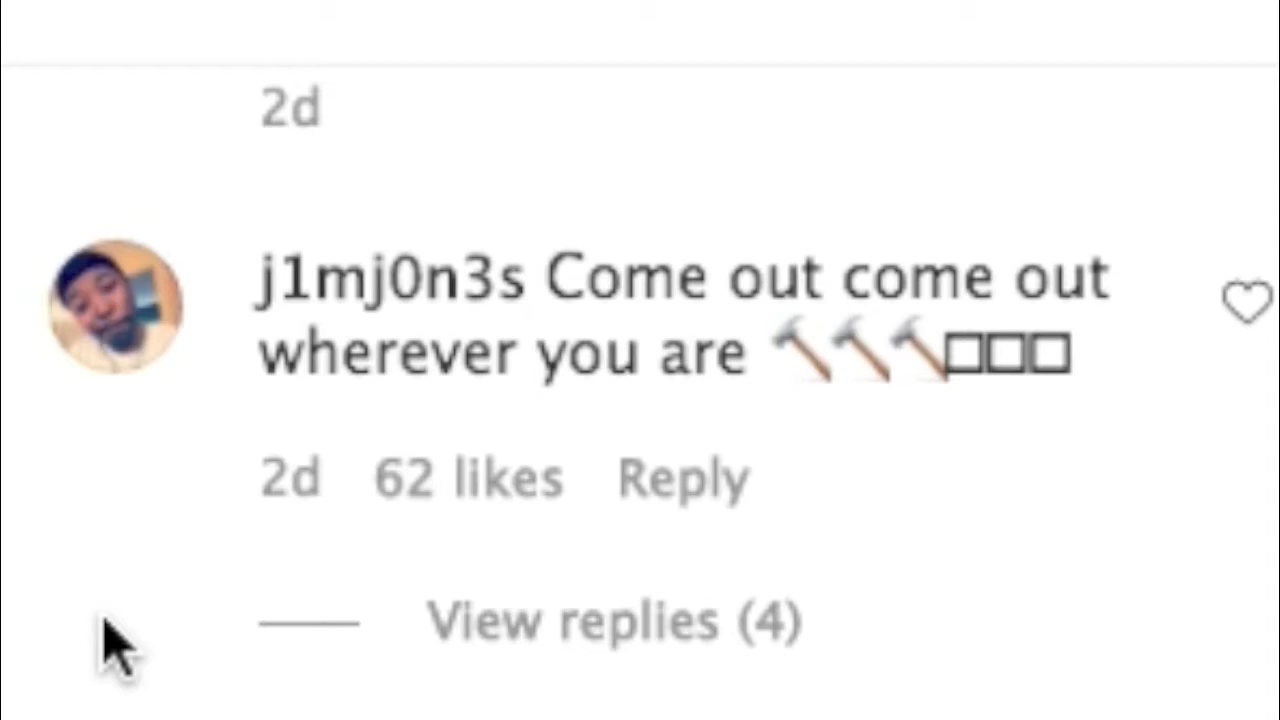 2d
j1mj0n3s Come out come out
wherever you are 🔨🔨🔨□□□
2d 62 likes Reply
View replies (4)